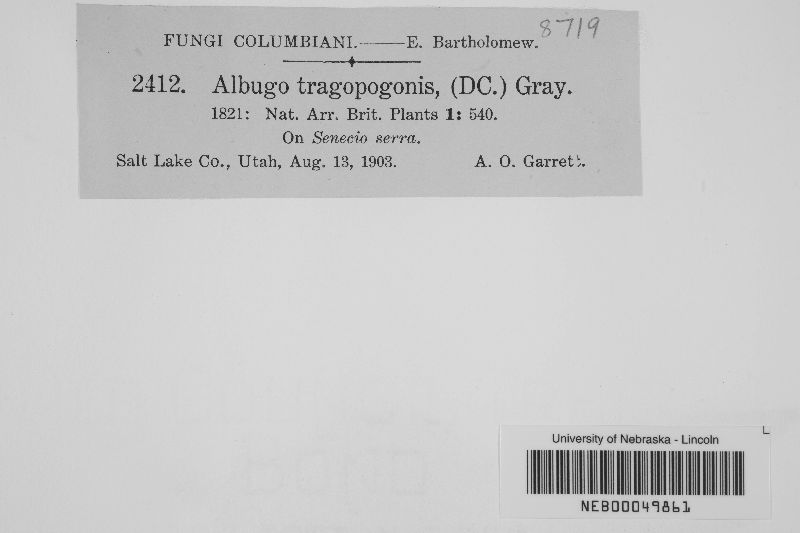 8719
FUNGI COLUMBIANI.——E. Bartholomew.
2412. Albugo tragopogonis, (DC.) Gray.
1821: Nat. Arr. Brit. Plants 1: 540.
On Senecio serra.
Salt Lake Co., Utah, Aug. 13, 1903. A. O. Garrett.
University of Nebraska - Lincoln
NEB00049861